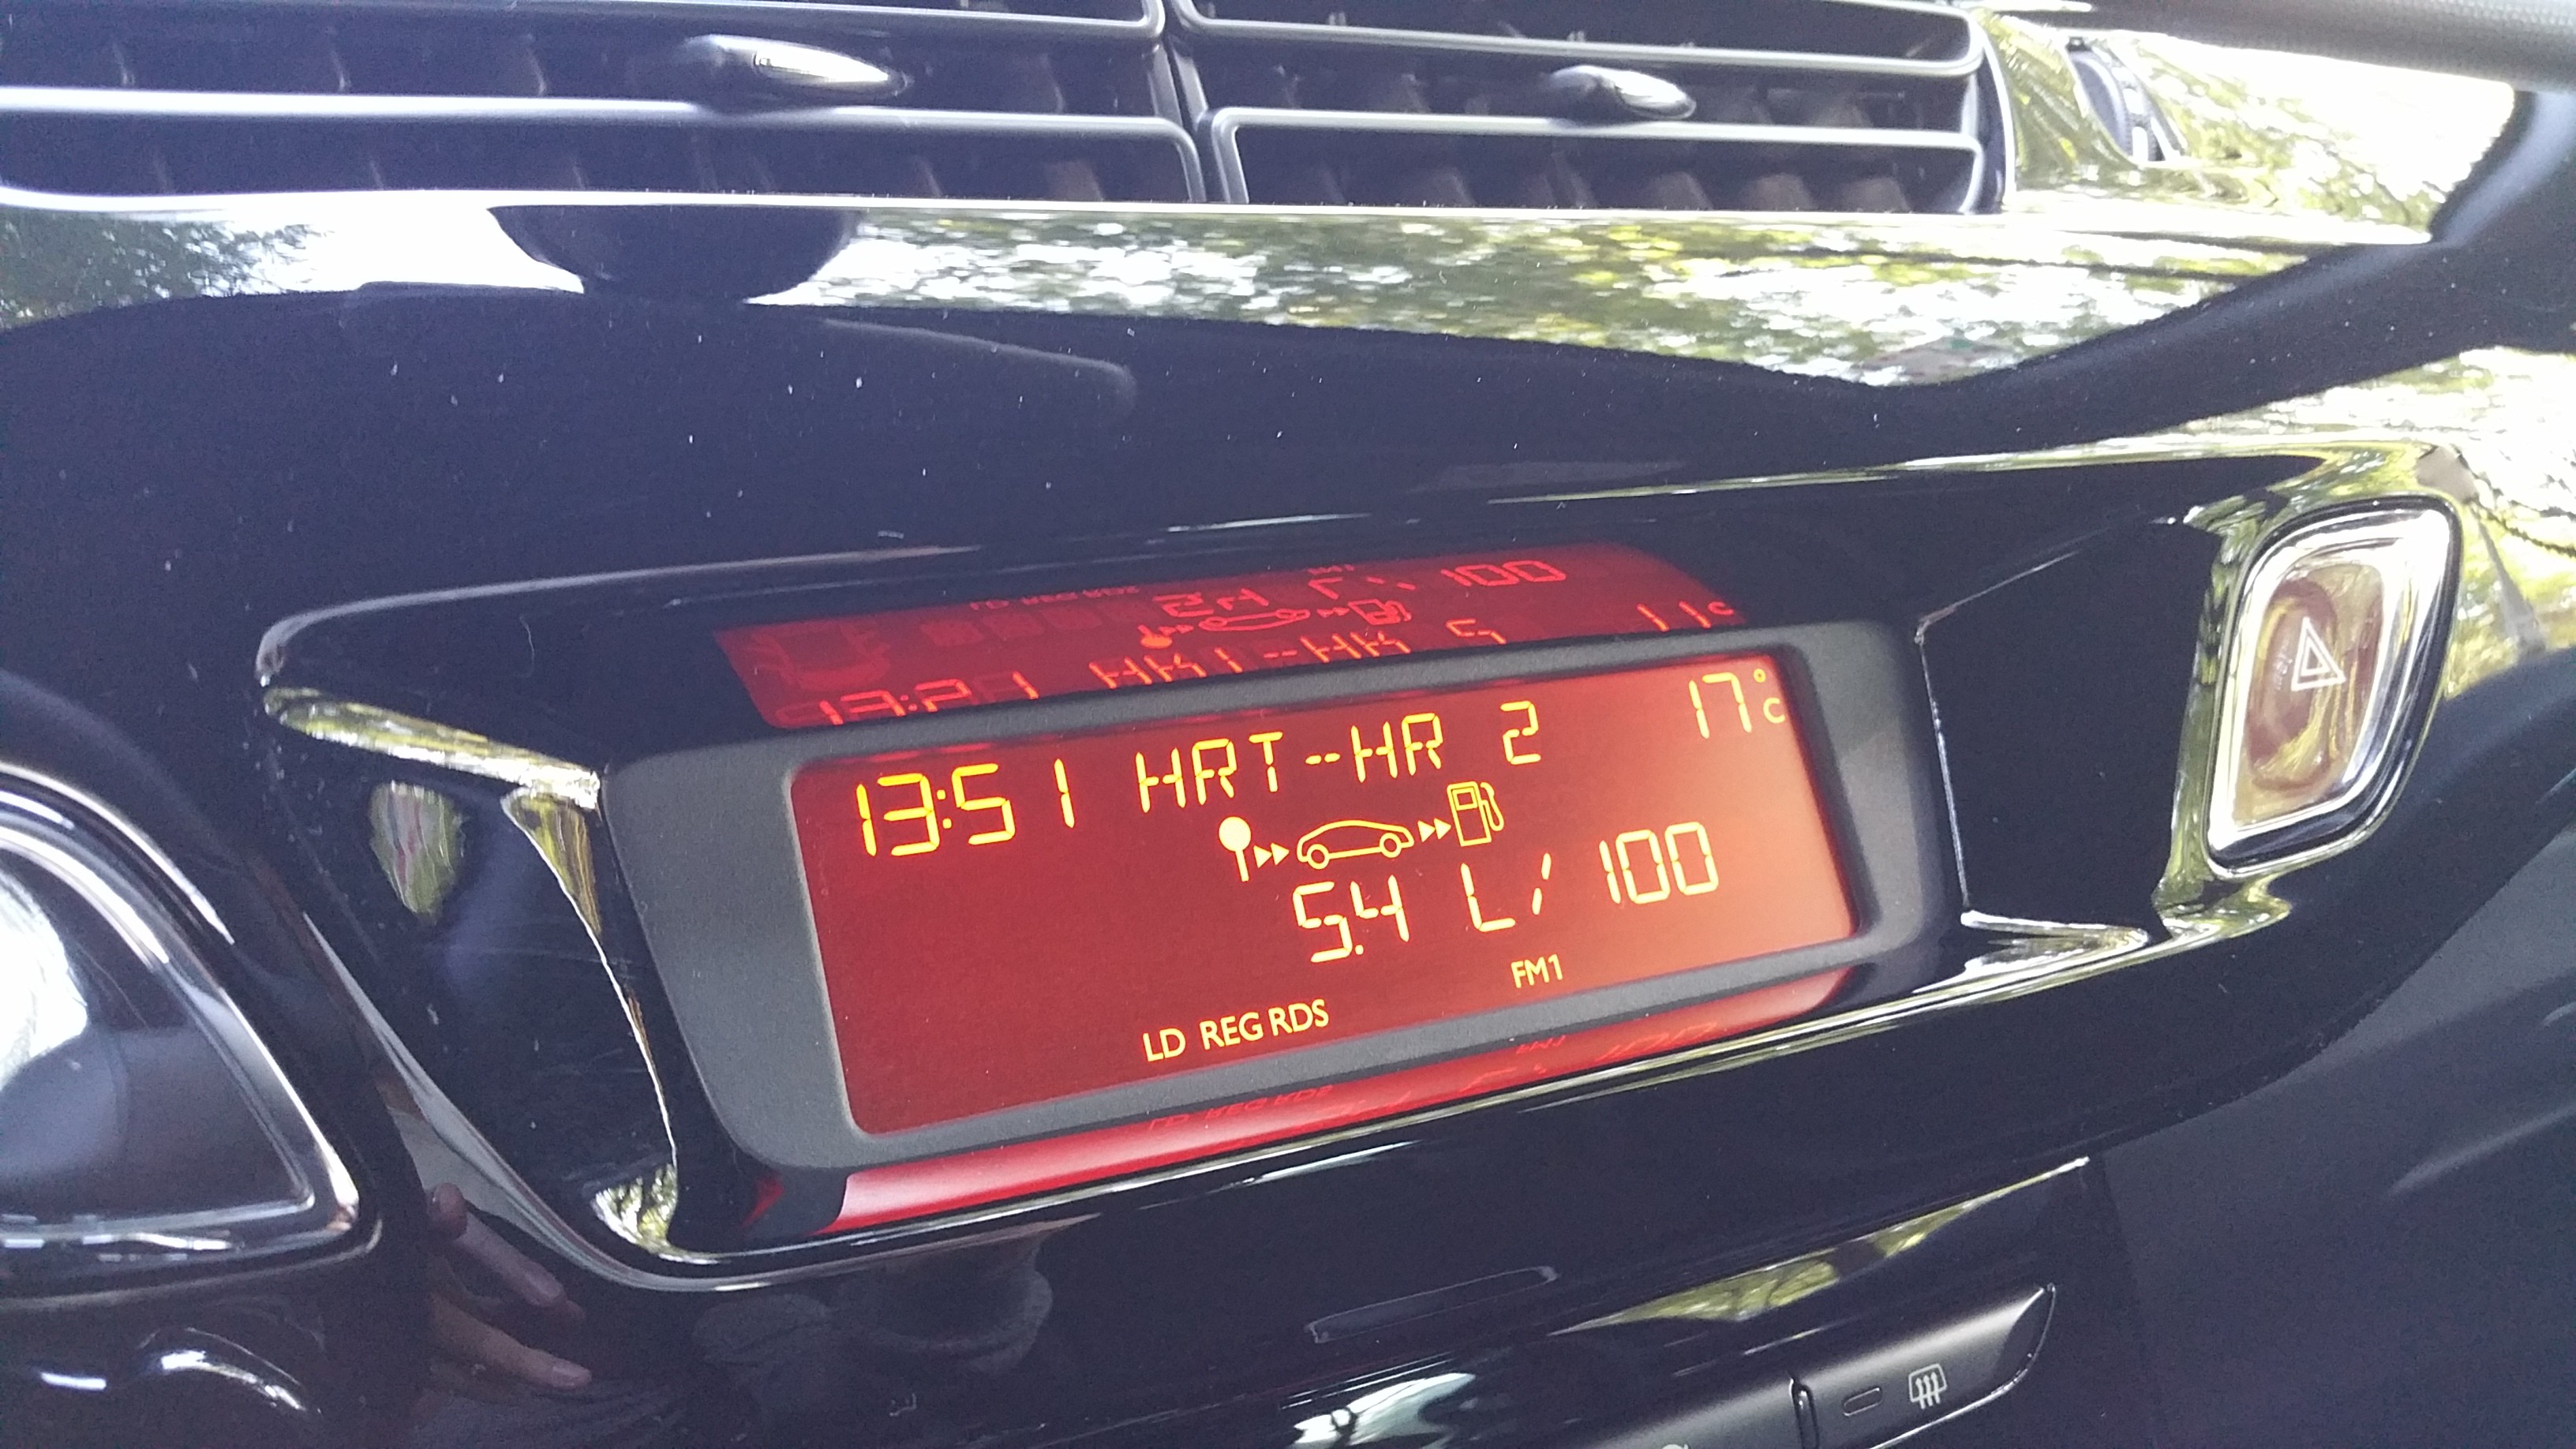 13:51 HRT--HR 2 17°C
5.4 L/100
FM1
LD REG RDS